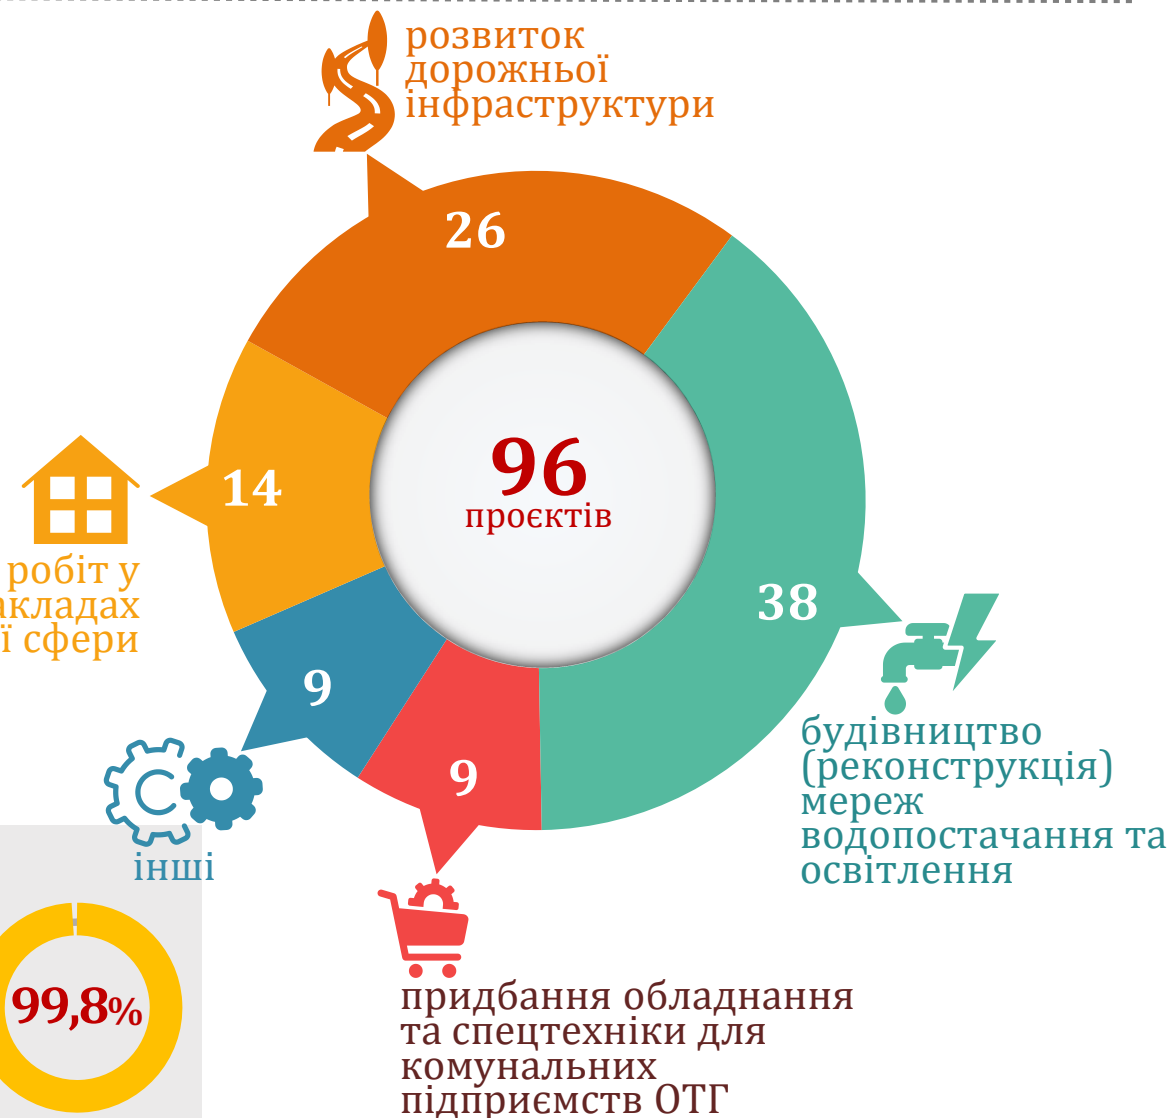 розвиток
дорожньої
інфраструктури
26
96
проєктів
14
робіт у
акладах
ї сфери
38
9
будівництво
(реконструкція)
мереж
водопостачання та
освітлення
9
інші
придбання обладнання
та спецтехніки для
комунальних
підприємств ОТГ
99,8%